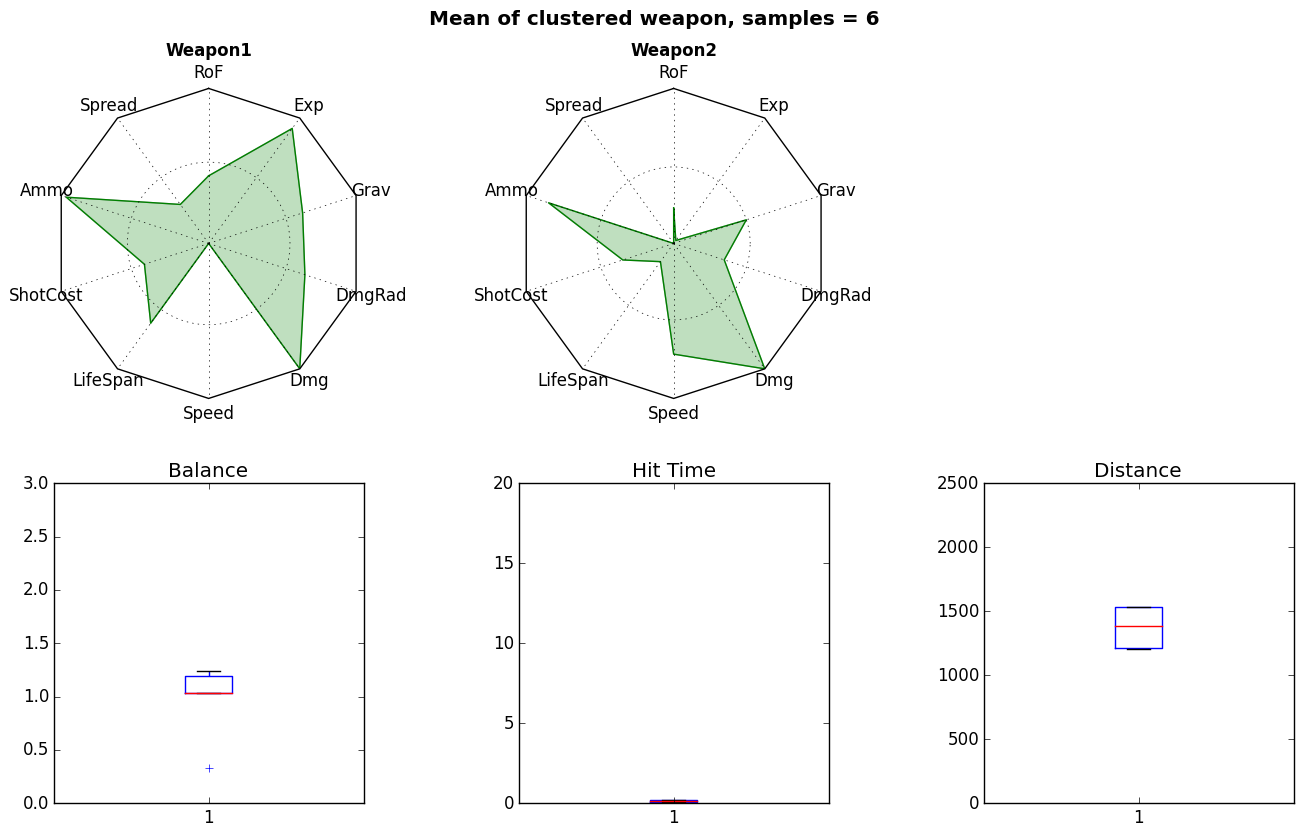 Mean of clustered weapon, samples = 6
Weapon1
RoF
Spread
Exp
Ammo
Grav
ShotCost
DmgRad
LifeSpan
Dmg
Speed
Weapon2
RoF
Spread
Exp
Ammo
Grav
ShotCost
DmgRad
LifeSpan
Dmg
Speed
Balance
3.0
2.5
2.0
1.5
1.0
0.5
0.0
1
Hit Time
20
15
10
5
0
1
Distance
2500
2000
1500
1000
500
0
1